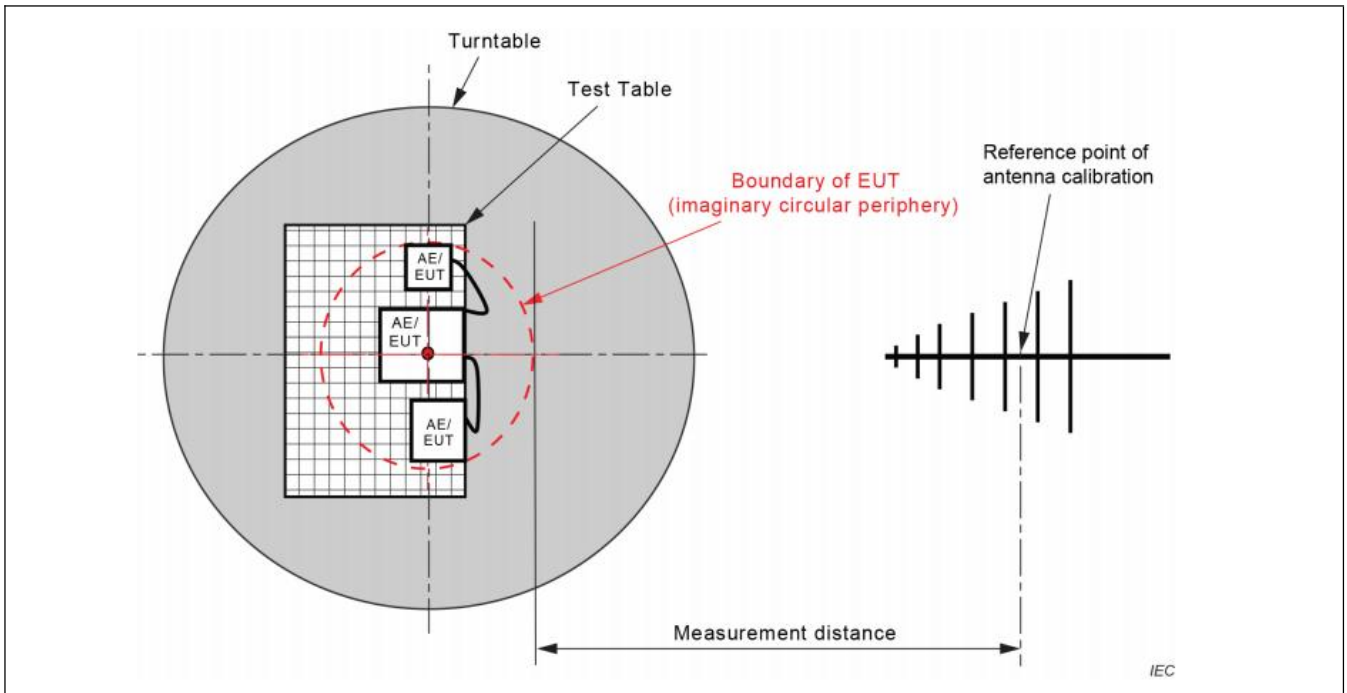 Turntable
Test Table
Reference point of
antenna calibration
Boundary of EUT
(imaginary circular periphery)
AE/
EUT
AE/
EUT
AE/
EUT
Measurement distance
IEC